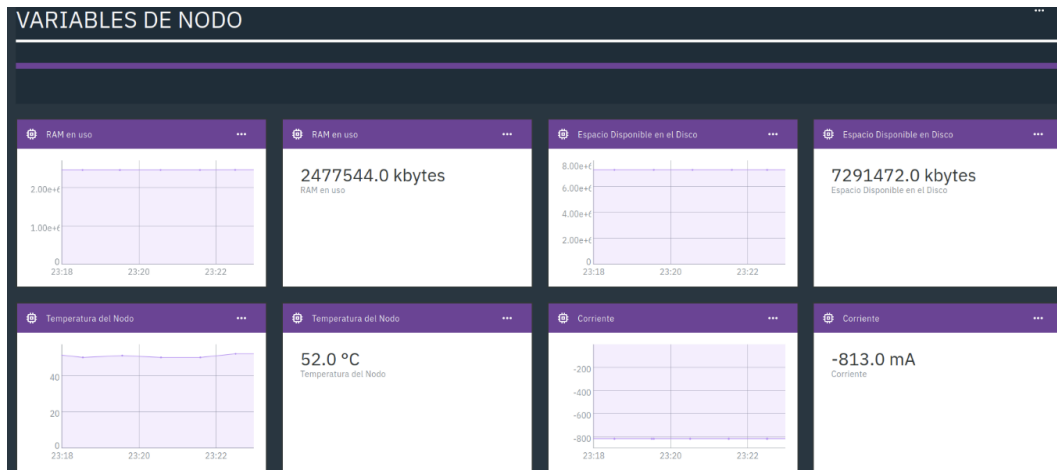 VARIABLES DE NODO
RAM en uso
RAM en uso
Espacio Disponible en el Disco
Espacio Disponible en Disco
2.00e+6
1.00e+6
0
23:18 23:20 23:22
2477544.0 kbytes
RAM en uso
8.00e+6
6.00e+6
4.00e+6
2.00e+6
0
23:18 23:20 23:22
7291472.0 kbytes
Espacio Disponible en el Disco
Temperatura del Nodo
Temperatura del Nodo
Corriente
Corriente
40
20
0
23:18 23:20 23:22
52.0 °C
Temperatura del Nodo
-200
-400
-600
-800
23:18 23:20 23:22
-813.0 mA
Corriente